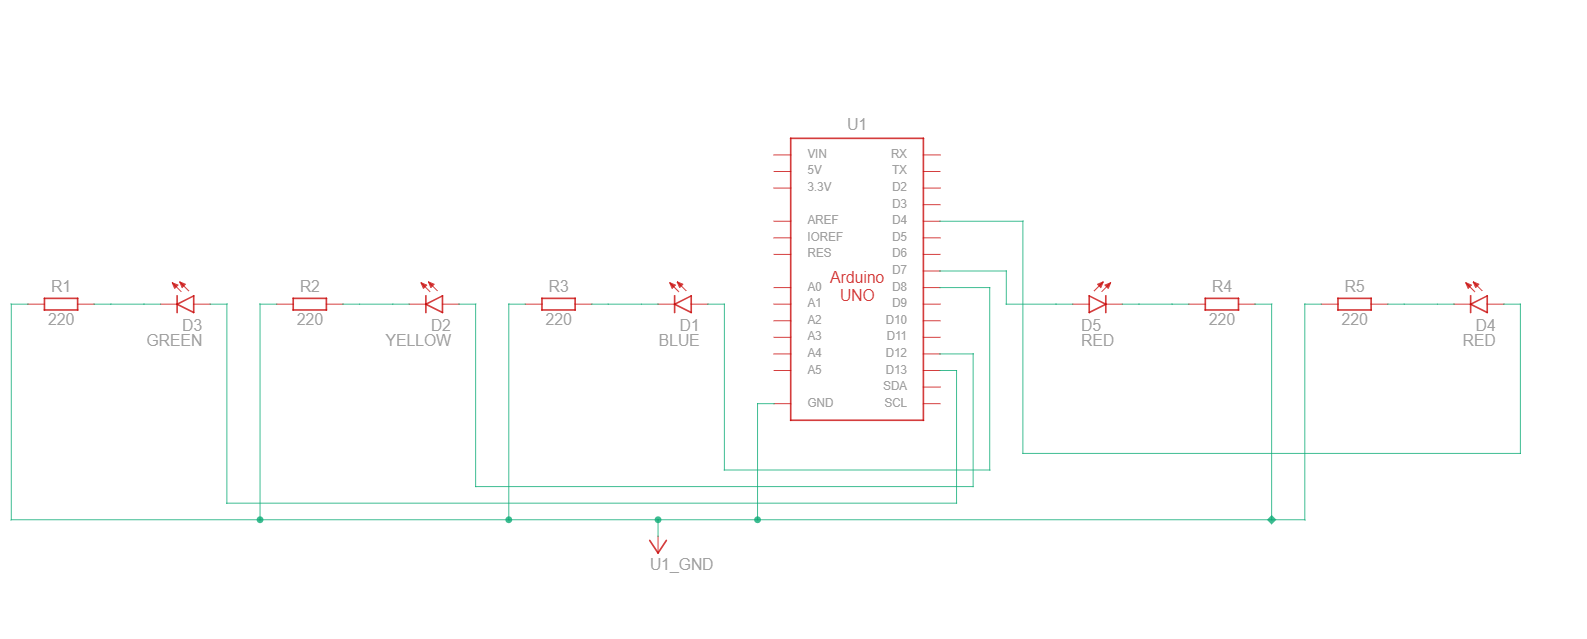 U1
VIN
5V
3.3V
AREF
IOREF
RES
A0
A1
A2
A3
A4
A5
GND
Arduino
UNO
RX
TX
D2
D3
D4
D5
D6
D7
D8
D9
D10
D11
D12
D13
SDA
SCL
R1
220
D3
GREEN
R2
220
D2
YELLOW
R3
220
D1
BLUE
D5
RED
R4
220
R5
220
D4
RED
U1_GND